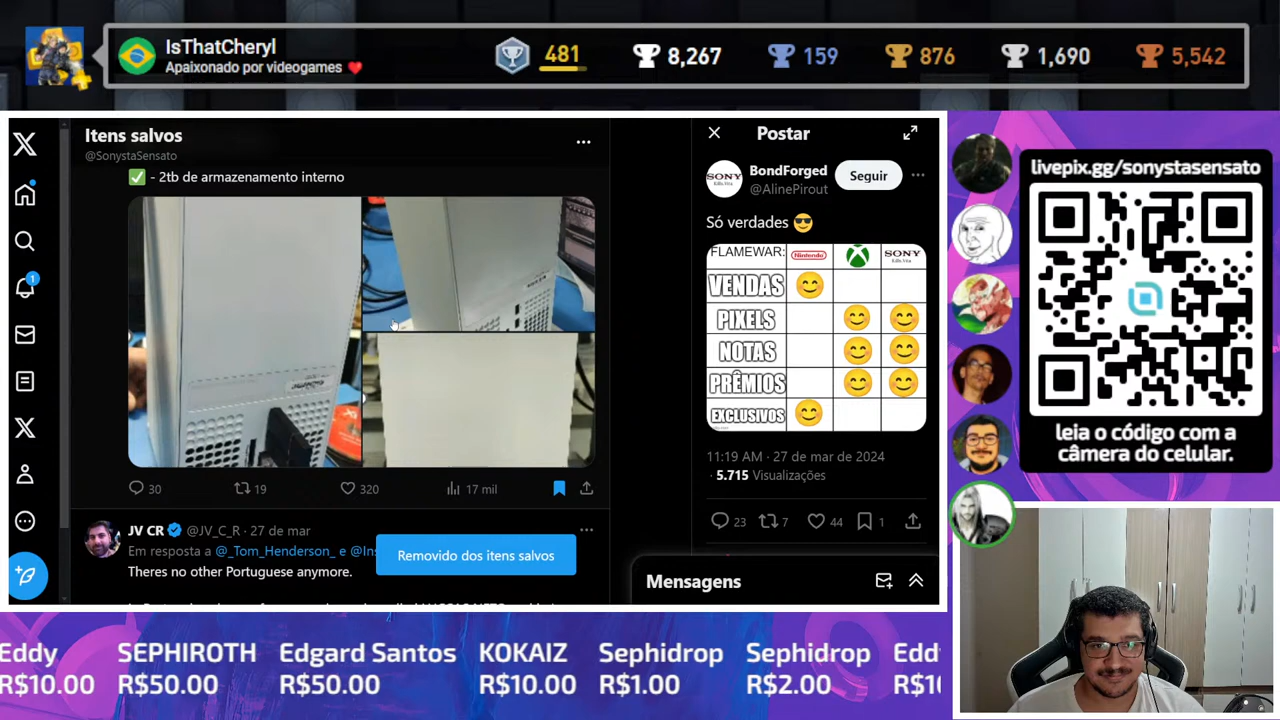 IsThatCheryl
Apaixonado por videogames ❤
481
8,267
159
876
1,690
5,542
Itens salvos
@SonystaSensato
✅ - 2tb de armazenamento interno
30
19
320
17 mil
JV CR @JV_C_R · 27 de mar
Em resposta a @_Tom_Henderson_ e @Ins
Theres no other Portuguese anymore.
Removido dos itens salvos
1
Postar
BondForged
@AlinePirout
Seguir
Só verdades 😎
FLAMEWAR: Nintendo SONY
VENDAS
PIXELS
NOTAS
PRÊMIOS
EXCLUSIVOS
11:19 AM · 27 de mar de 2024
· 5.715 Visualizações
23
7
44
1
Mensagens
livepix.gg/sonystasensato
leia o código com a
câmera do celular.
Eddy SEPHIROTH Edgard Santos KOKAIZ Sephidrop Sephidrop Edd
R$10.00 R$50.00 R$50.00 R$10.00 R$1.00 R$2.00 R$1